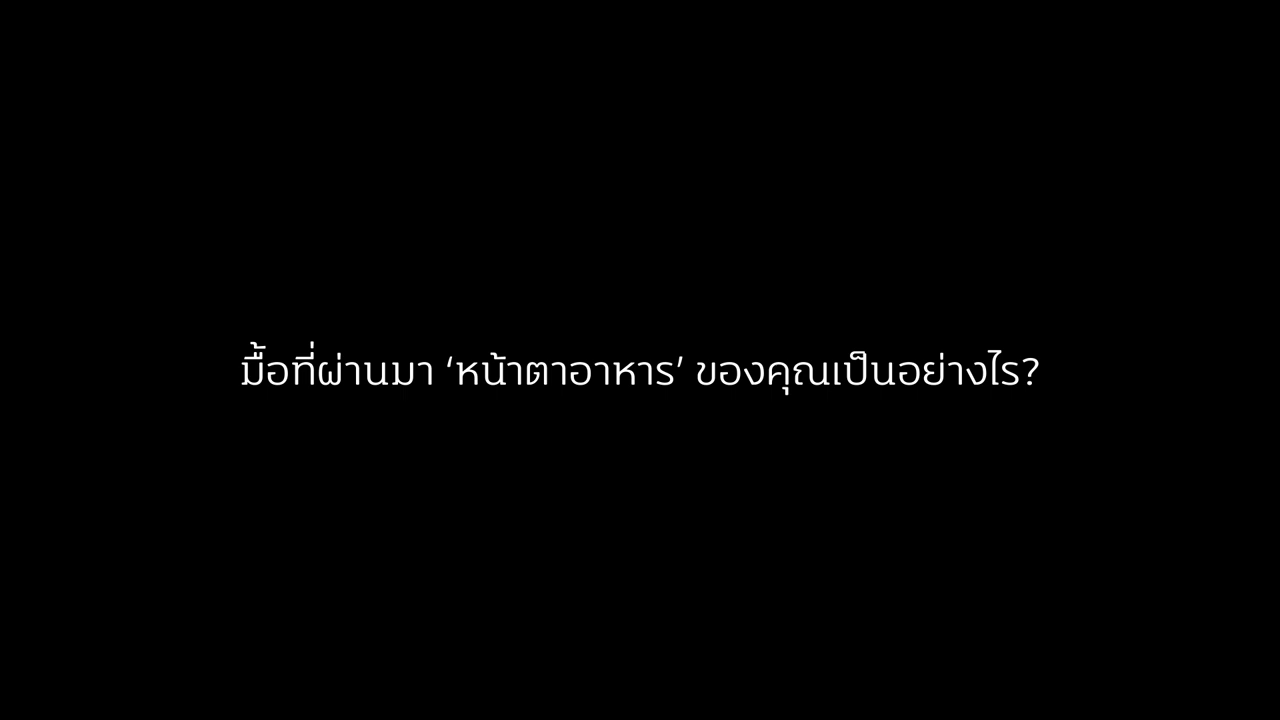 มื้อที่ผ่านมา ‘หน้าตาอาหาร’ ของคุณเป็นอย่างไร?